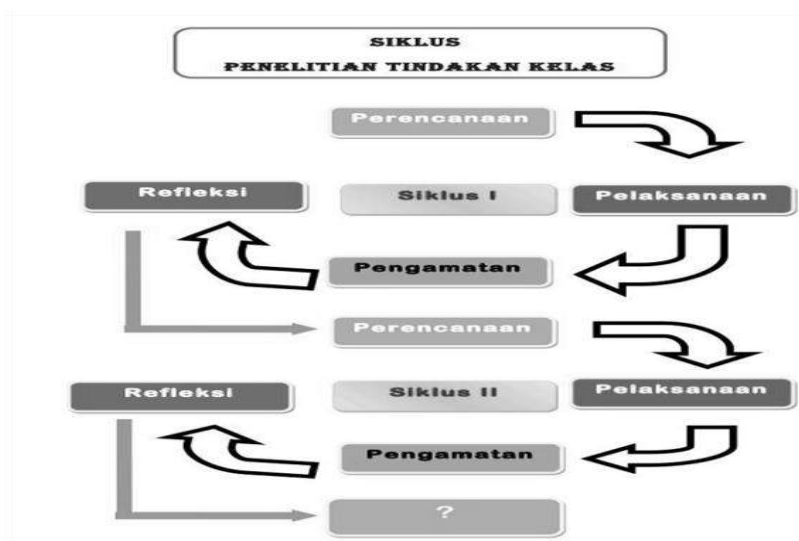 SIKLUS
PENELITIAN TINDAKAN KELAS
Perencanaan
Refleksi
Siklus I
Pelaksanaan
Pengamatan
Perencanaan
Refleksi
Siklus II
Pelaksanaan
Pengamatan
?